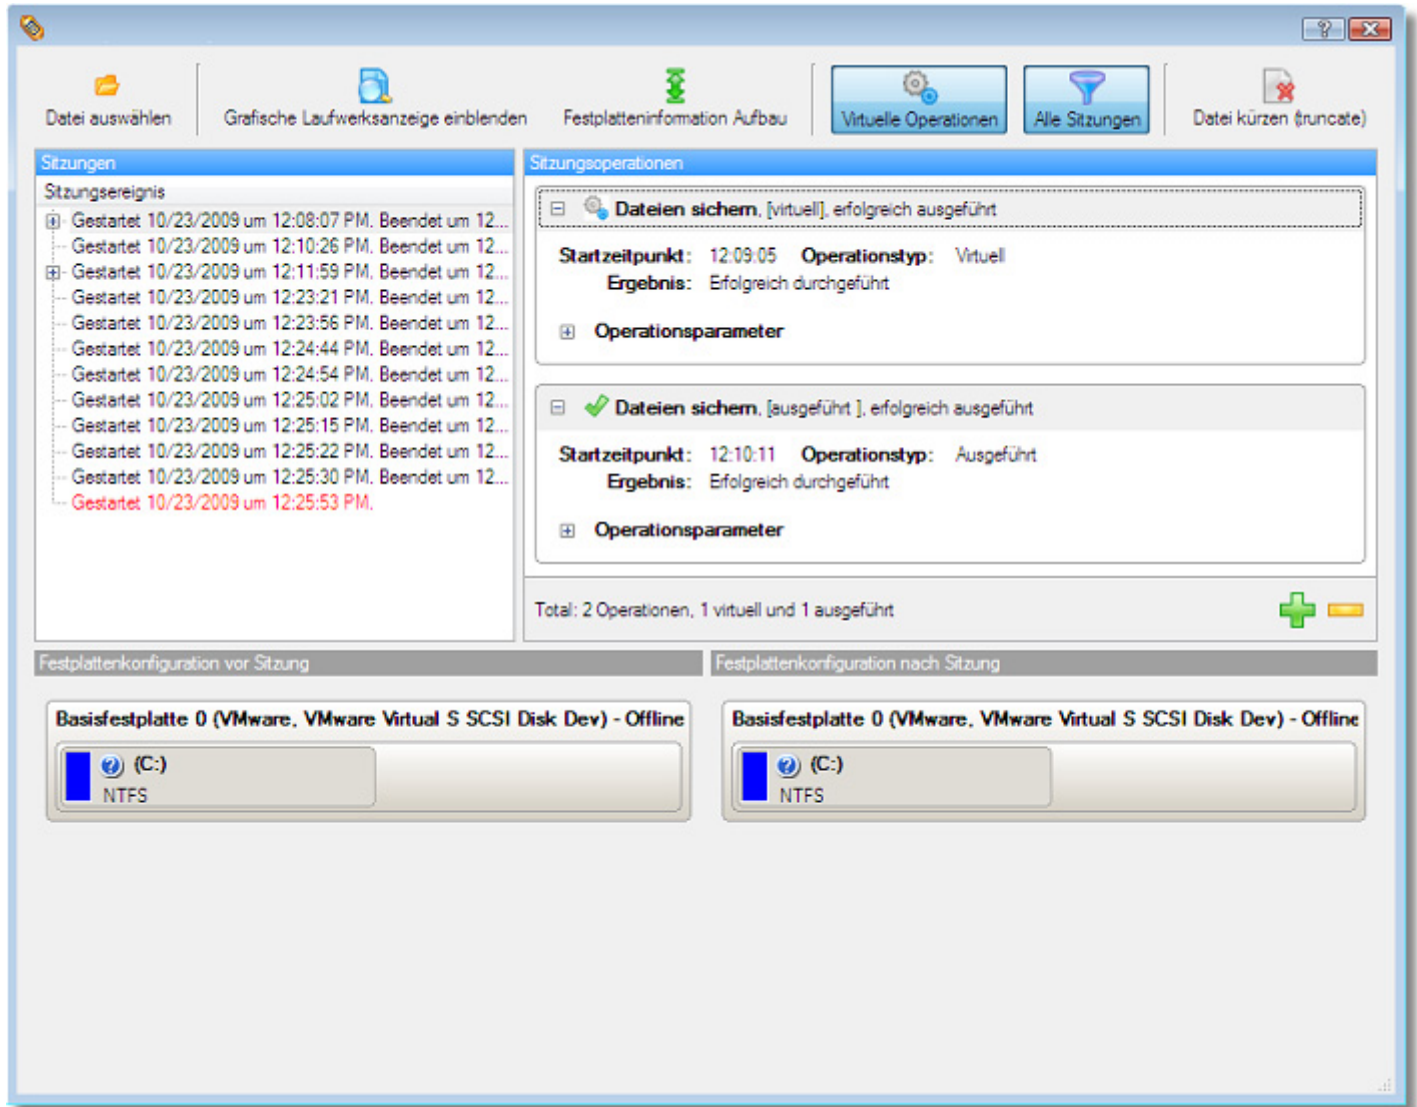 Datei auswählen
Grafische Laufwerksanzeige einblenden
Festplatteninformation Aufbau
Virtuelle Operationen
Alle Sitzungen
Datei kürzen (truncate)
Sitzungen
Sitzungsereignis
Gestartet 10/23/2009 um 12:08:07 PM. Beendet um 12...
Gestartet 10/23/2009 um 12:10:26 PM. Beendet um 12...
Gestartet 10/23/2009 um 12:11:59 PM. Beendet um 12...
Gestartet 10/23/2009 um 12:23:21 PM. Beendet um 12...
Gestartet 10/23/2009 um 12:23:56 PM. Beendet um 12...
Gestartet 10/23/2009 um 12:24:44 PM. Beendet um 12...
Gestartet 10/23/2009 um 12:24:54 PM. Beendet um 12...
Gestartet 10/23/2009 um 12:25:02 PM. Beendet um 12...
Gestartet 10/23/2009 um 12:25:15 PM. Beendet um 12...
Gestartet 10/23/2009 um 12:25:22 PM. Beendet um 12...
Gestartet 10/23/2009 um 12:25:30 PM. Beendet um 12...
Gestartet 10/23/2009 um 12:25:53 PM.
Sitzungsoperationen
Dateien sichern, [virtuell], erfolgreich ausgeführt
Startzeitpunkt: 12:09:05 Operationstyp: Virtuell
Ergebnis: Erfolgreich durchgeführt
Operationsparameter
Dateien sichern, [ausgeführt ], erfolgreich ausgeführt
Startzeitpunkt: 12:10:11 Operationstyp: Ausgeführt
Ergebnis: Erfolgreich durchgeführt
Operationsparameter
Total: 2 Operationen, 1 virtuell und 1 ausgeführt
Festplattenkonfiguration vor Sitzung
Basisfestplatte 0 (VMware, VMware Virtual S SCSI Disk Dev) - Offline
(C:)
NTFS
Festplattenkonfiguration nach Sitzung
Basisfestplatte 0 (VMware, VMware Virtual S SCSI Disk Dev) - Offline
(C:)
NTFS